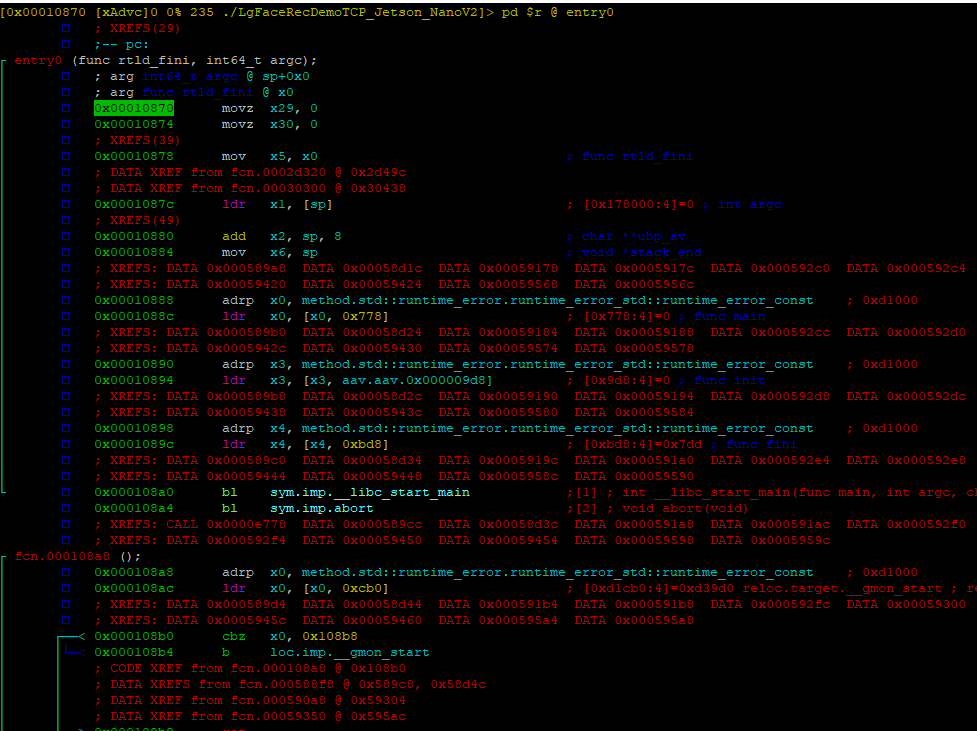 [0x00010870 [xAdvc]0 0% 235 ./LgFaceRecDemoTCP_Jetson_NanoV2]> pd $r @ entry0
; XREFS(29)
;-- pc:
entry0 (func rtld_fini, int64_t argc);
; arg int64_t argc @ sp+0x0
; arg func rtld_fini @ x0
0x00010870 movz x29, 0
0x00010874 movz x30, 0
; XREFS(39)
0x00010878 mov x5, x0 ; func rtld_fini
; DATA XREF from fcn.0002d320 @ 0x2d49c
; DATA XREF from fcn.00030300 @ 0x30438
0x0001087c ldr x1, [sp] ; [0x178000:4]=0 ; int argc
; XREFS(49)
0x00010880 add x2, sp, 8 ; char **ubp_av
0x00010884 mov x6, sp ; void *stack_end
; XREFS: DATA 0x000589a8 DATA 0x00058d1c DATA 0x00059178 DATA 0x0005917c DATA 0x000592c0 DATA 0x000592c4
; XREFS: DATA 0x00059420 DATA 0x00059424 DATA 0x00059568 DATA 0x0005956c
0x00010888 adrp x0, method.std::runtime_error.runtime_error_std::runtime_error_const ; 0xd1000
0x0001088c ldr x0, [x0, 0x778] ; [0x778:4]=0 ; func main
; XREFS: DATA 0x000589b0 DATA 0x00058d24 DATA 0x00059184 DATA 0x00059188 DATA 0x000592cc DATA 0x000592d0
; XREFS: DATA 0x0005942c DATA 0x00059430 DATA 0x00059574 DATA 0x00059578
0x00010890 adrp x3, method.std::runtime_error.runtime_error_std::runtime_error_const ; 0xd1000
0x00010894 ldr x3, [x3, aav.aav.0x000009d8] ; [0x9d8:4]=0 ; func init
; XREFS: DATA 0x000589b8 DATA 0x00058d2c DATA 0x00059190 DATA 0x00059194 DATA 0x000592d8 DATA 0x000592dc
; XREFS: DATA 0x00059438 DATA 0x0005943c DATA 0x00059580 DATA 0x00059584
0x00010898 adrp x4, method.std::runtime_error.runtime_error_std::runtime_error_const ; 0xd1000
0x0001089c ldr x4, [x4, 0xbd8] ; [0xbd8:4]=0x7dd ; func fini
; XREFS: DATA 0x000589c0 DATA 0x00058d34 DATA 0x0005919c DATA 0x000591a0 DATA 0x000592e4 DATA 0x000592e8
; XREFS: DATA 0x00059444 DATA 0x00059448 DATA 0x0005958c DATA 0x00059590
0x000108a0 bl sym.imp.__libc_start_main ;[1] ; int __libc_start_main(func main, int argc, ch
0x000108a4 bl sym.imp.abort ;[2] ; void abort(void)
; XREFS: CALL 0x0000e778 DATA 0x000589cc DATA 0x00058d3c DATA 0x000591a8 DATA 0x000591ac DATA 0x000592f0
; XREFS: DATA 0x000592f4 DATA 0x00059450 DATA 0x00059454 DATA 0x00059598 DATA 0x0005959c
fcn.000108a8 ();
0x000108a8 adrp x0, method.std::runtime_error.runtime_error_std::runtime_error_const ; 0xd1000
0x000108ac ldr x0, [x0, 0xcb0] ; [0xd1cb0:4]=0xd39d0 reloc.target.__gmon_start ; re
; XREFS: DATA 0x000589d4 DATA 0x00058d44 DATA 0x000591b4 DATA 0x000591b8 DATA 0x000592fc DATA 0x00059300
; XREFS: DATA 0x0005945c DATA 0x00059460 DATA 0x000595a4 DATA 0x000595a8
0x000108b0 cbz x0, 0x108b8
0x000108b4 b loc.imp.__gmon_start
; CODE XREF from fcn.000108a8 @ 0x108b0
; DATA XREFS from fcn.000588f8 @ 0x589c8, 0x58d4c
; DATA XREF from fcn.000590a8 @ 0x59304
; DATA XREF from fcn.00059350 @ 0x595ac